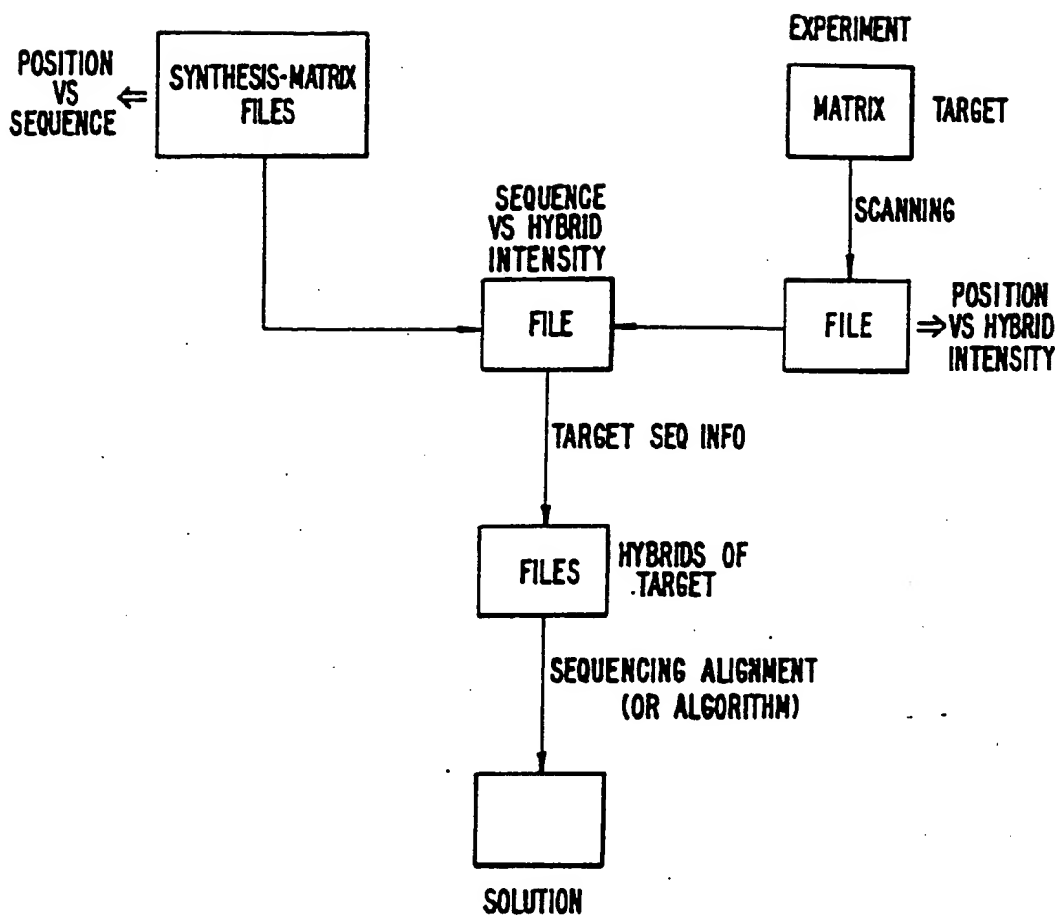 POSITION
VS
SEQUENCE
⇐
SYNTHESIS-MATRIX
FILES
EXPERIMENT
MATRIX
TARGET
SCANNING
SEQUENCE
VS HYBRID
INTENSITY
FILE
FILE
⇒
POSITION
VS HYBRID
INTENSITY
TARGET SEQ INFO
FILES
HYBRIDS OF
TARGET
SEQUENCING ALIGNMENT
(OR ALGORITHM)
SOLUTION